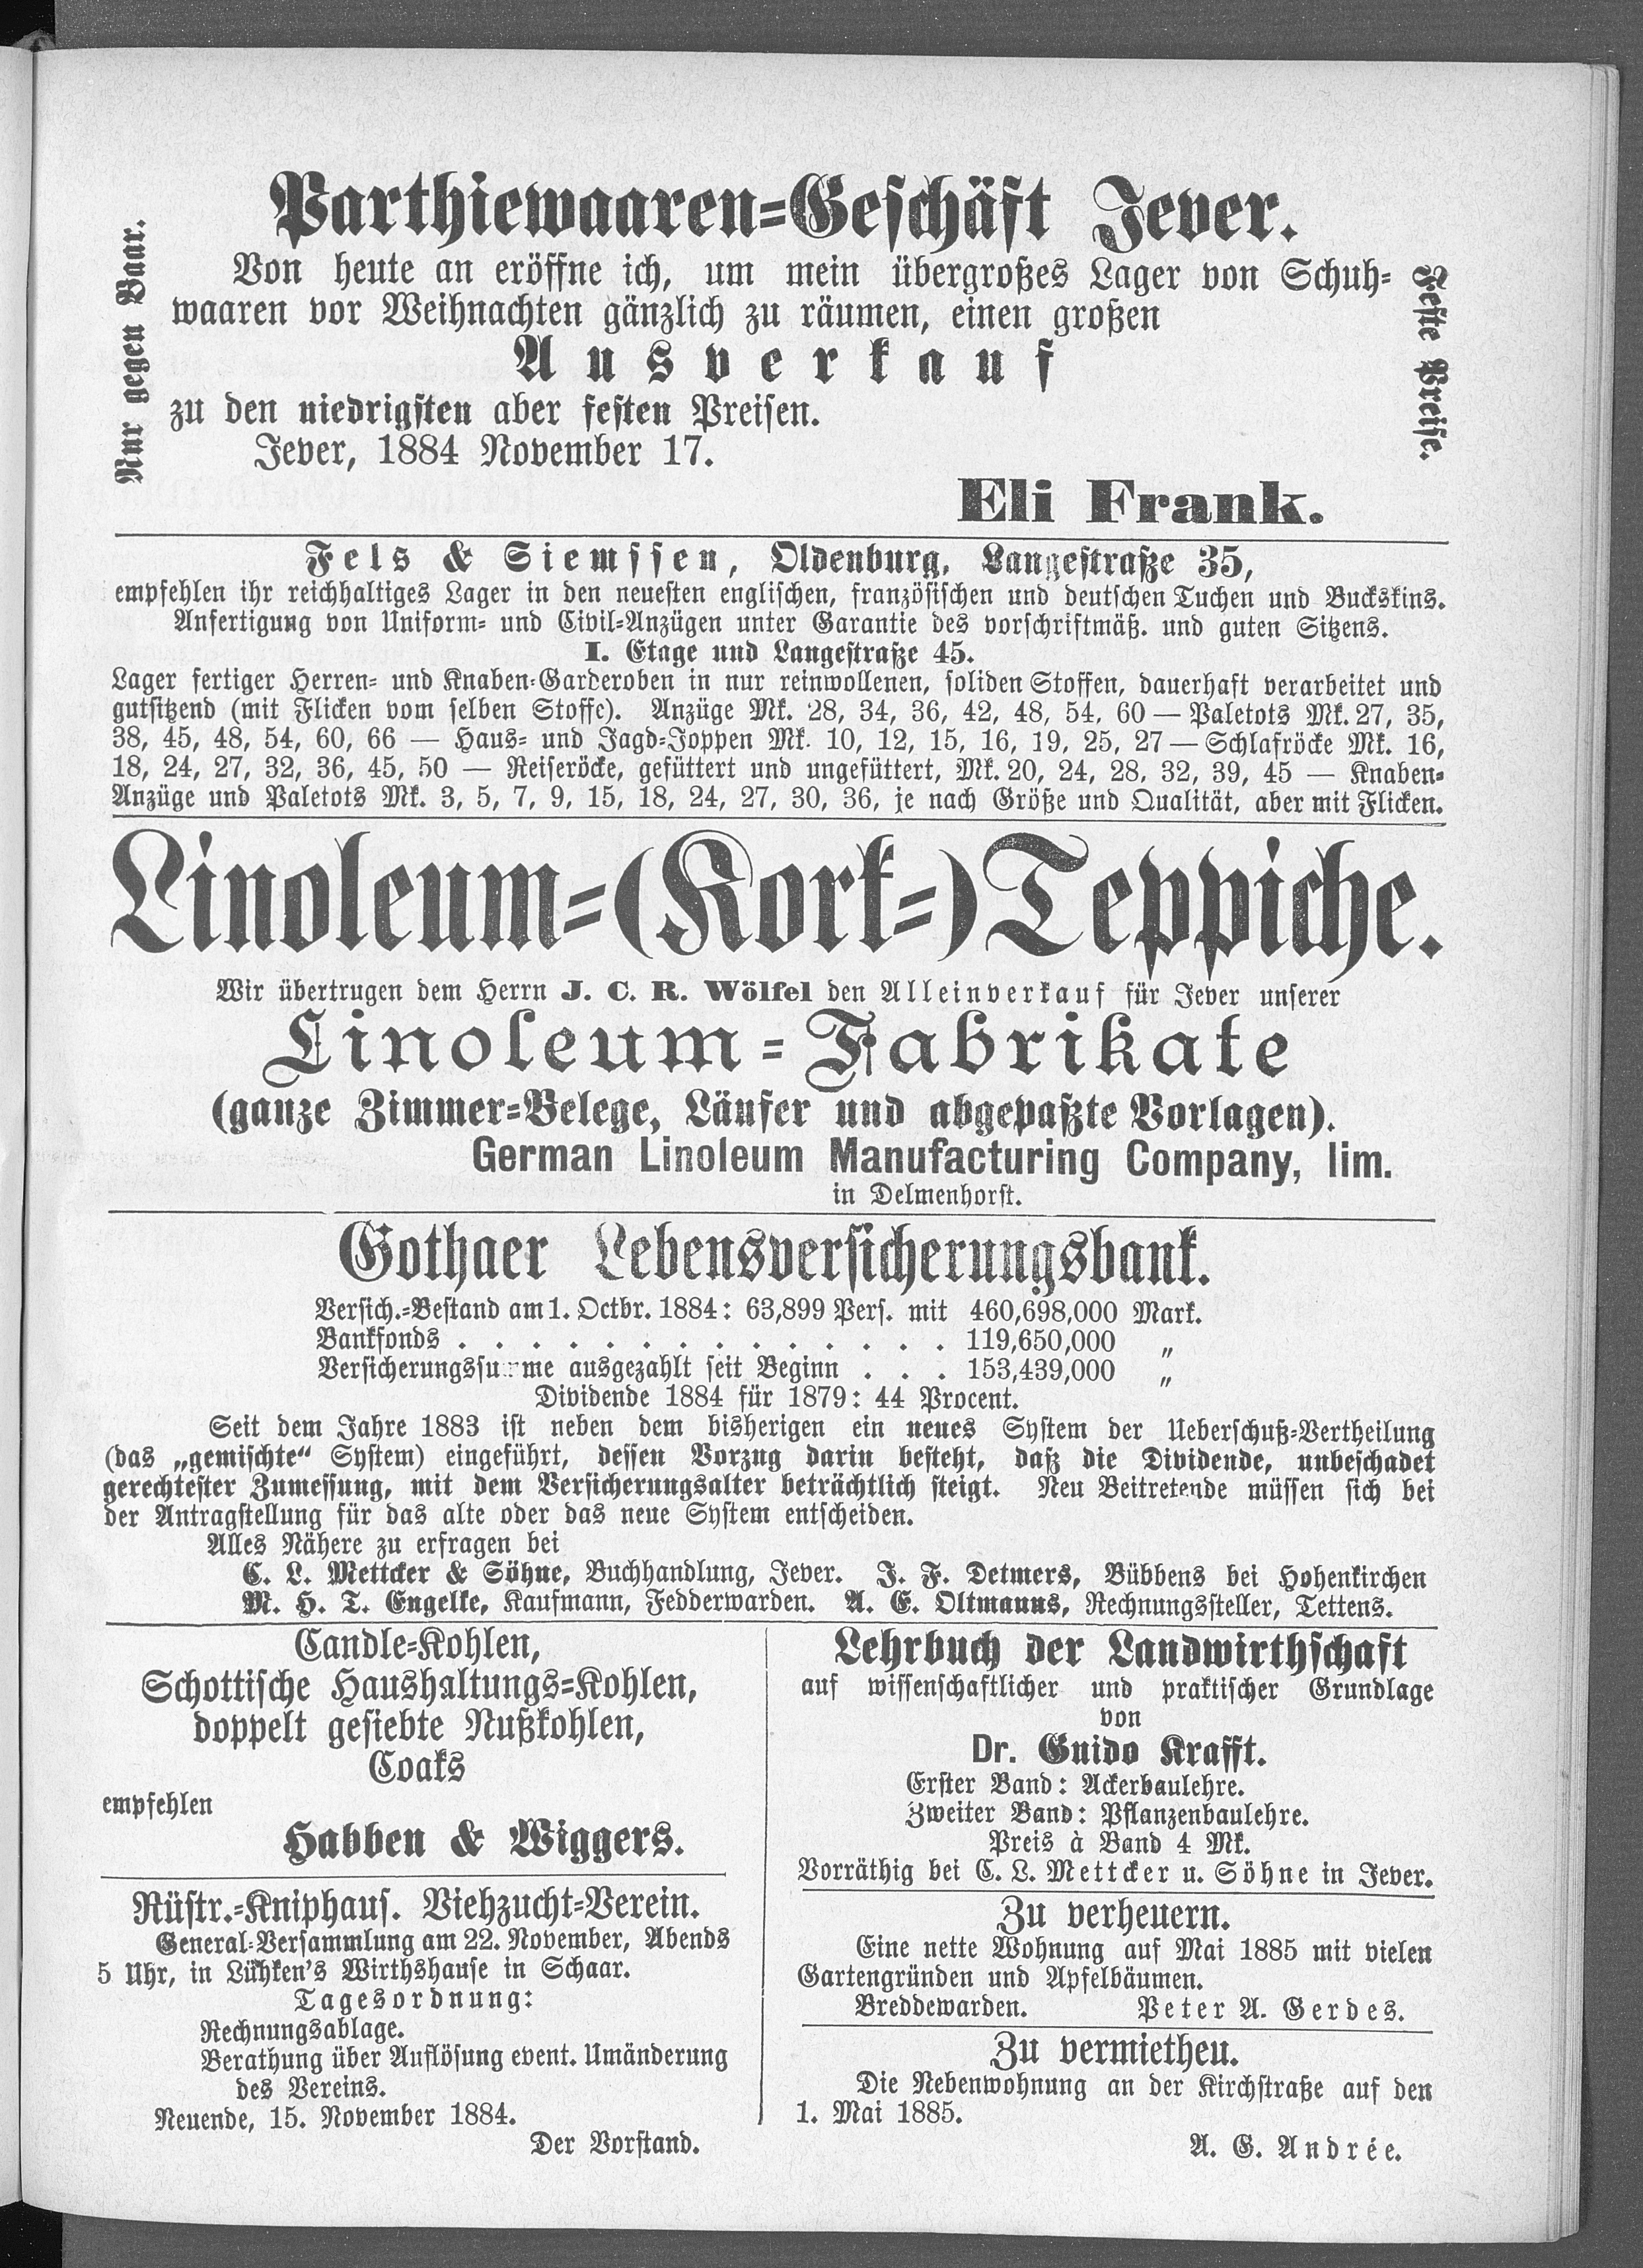 Nur gegen Baar.
Parthiewaaren-Geschäft Jever.
Von heute an eröffne ich, um mein übergroßes Lager von Schuh-
waaren vor Weihnachten gänzlich zu räumen, einen großen
Ausverkauf
zu den niedrigsten aber festen Preisen.
Jever, 1884 November 17.
Eli Frank.
Feste Preise.
Fels & Siemssen, Oldenburg, Langestraße 35,
empfehlen ihr reichhaltiges Lager in den neuesten englischen, französischen und deutschen Tuchen und Buckskins.
Anfertigung von Uniform- und Civil-Anzügen unter Garantie des vorschriftmäß. und guten Sitzens.
I. Etage und Langestraße 45.
Lager fertiger Herren- und Knaben-Garderoben in nur reinwollenen, soliden Stoffen, dauerhaft verarbeitet und
gutsitzend (mit Flicken vom selben Stoffe). Anzüge Mk. 28, 34, 36, 42, 48, 54, 60 — Paletots Mk. 27, 35,
38, 45, 48, 54, 60, 66 — Haus- und Jagd-Joppen Mk. 10, 12, 15, 16, 19, 25, 27 — Schlafröcke Mk. 16,
18, 24, 27, 32, 36, 45, 50 — Reiseröcke, gefüttert und ungefüttert, Mk. 20, 24, 28, 32, 39, 45 — Knaben-
Anzüge und Paletots Mk. 3, 5, 7, 9, 15, 18, 24, 27, 30, 36, je nach Größe und Qualität, aber mit Flicken.
Linoleum-(Kork-)Teppiche.
Wir übertrugen dem Herrn J. C. R. Wölfel den Alleinverkauf für Jever unserer
Linoleum-Fabrikate
(ganze Zimmer-Belege, Läufer und abgepaßte Vorlagen).
German Linoleum Manufacturing Company, lim.
in Delmenhorst.
Gothaer Lebensversicherungsbank.
Versich.-Bestand am 1. Octbr. 1884: 63,899 Pers. mit 460,698,000 Mark.
Bankfonds . . . . . . . . . . . . . . . 119,650,000 „
Versicherungssumme ausgezahlt seit Beginn . . . 153,439,000 „
Dividende 1884 für 1879: 44 Procent.
Seit dem Jahre 1883 ist neben dem bisherigen ein neues System der Ueberschuß-Vertheilung
(das „gemischte“ System) eingeführt, dessen Vorzug darin besteht, daß die Dividende, unbeschadet
gerechtester Zumessung, mit dem Versicherungsalter beträchtlich steigt. Neu Beitretende müssen sich bei
der Antragstellung für das alte oder das neue System entscheiden.
Alles Nähere zu erfragen bei
C. L. Mettcker & Söhne, Buchhandlung, Jever. J. F. Detmers, Bübbens bei Hohenkirchen
M. H. T. Engelke, Kaufmann, Fedderwarden. A. E. Oltmanns, Rechnungssteller, Tettens.
Candle-Kohlen,
Schottische Haushaltungs-Kohlen,
doppelt gesiebte Nußkohlen,
Coaks
empfehlen
Habben & Wiggers.
Rüstr.-Kniphaus. Viehzucht-Verein.
General-Versammlung am 22. November, Abends
5 Uhr, in Lühken's Wirthshause in Schaar.
Tagesordnung:
Rechnungsablage.
Berathung über Auflösung event. Umänderung
des Vereins.
Neuende, 15. November 1884.
Der Vorstand.
Lehrbuch der Landwirthschaft
auf wissenschaftlicher und praktischer Grundlage
von
Dr. Guido Krafft.
Erster Band: Ackerbaulehre.
Zweiter Band: Pflanzenbaulehre.
Preis à Band 4 Mk.
Vorräthig bei C. L. Mettcker u. Söhne in Jever.
Zu verheuern.
Eine nette Wohnung auf Mai 1885 mit vielen
Gartengründen und Apfelbäumen.
Breddewarden. Peter A. Gerdes.
Zu vermiethen.
Die Nebenwohnung an der Kirchstraße auf den
1. Mai 1885.
A. G. Andrée.